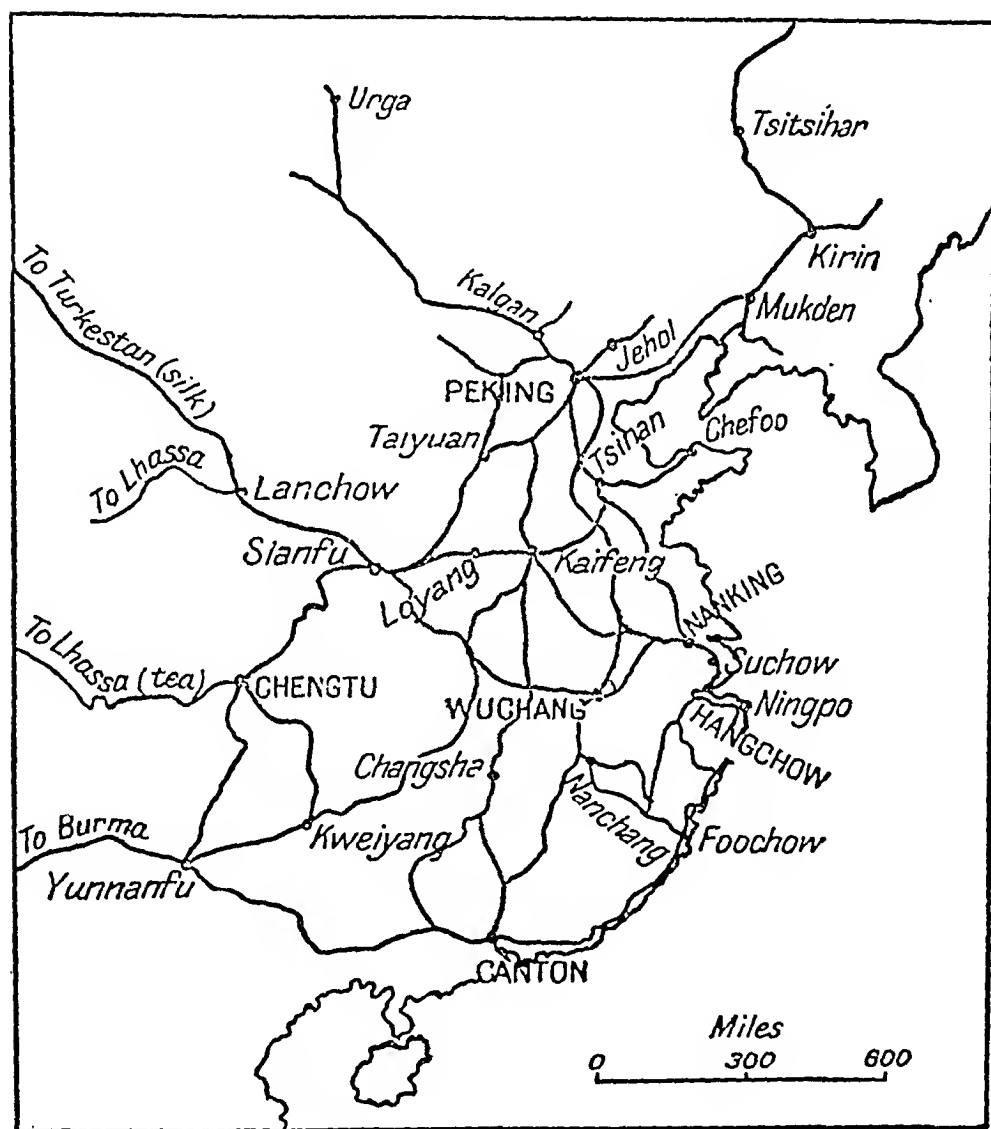 Urga
Tsitsihar
Kirin
To Turkestan (silk)
Kalgan
Mukden
Jehol
PEKING
Taiyuan
Tsinan
Chefoo
To Lhassa
Lanchow
Sianfu
Loyang
Kaifeng
NANKING
To Lhassa (tea)
CHENGTU
Suchow
WUCHANG
Ningpo
HANGCHOW
Changsha
Nanchang
To Burma
Kweiyang
Foochow
Yunnanfu
CANTON
Miles
0 300 600